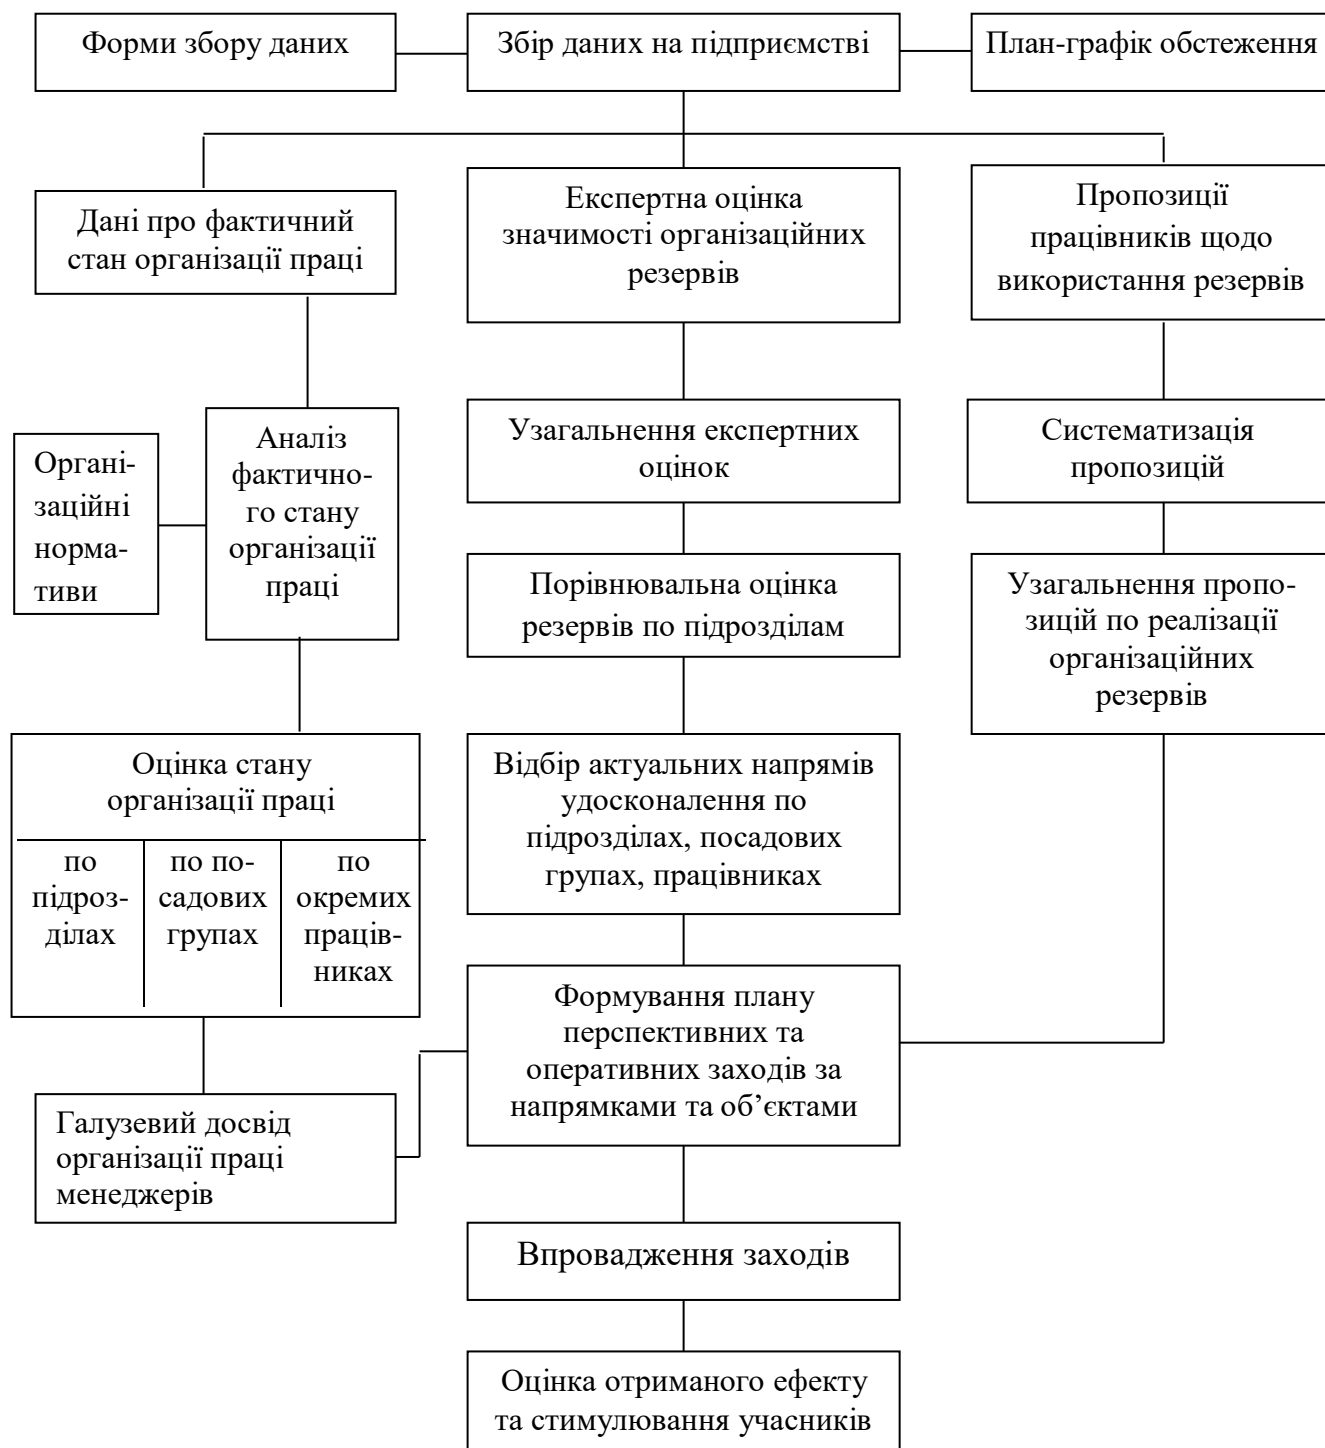 Форми збору даних
Збір даних на підприємстві
План-графік обстеження
Дані про фактичний
стан організації праці
Експертна оцінка
значимості організаційних
резервів
Пропозиції
працівників щодо
використання резервів
Органі-
заційні
норма-
тиви
Аналіз
фактично-
го стану
організації
праці
Узагальнення експертних
оцінок
Систематизація
пропозицій
Порівнювальна оцінка
резервів по підрозділам
Узагальнення пропо-
зицій по реалізації
організаційних
резервів
Оцінка стану
організації праці
по
підроз-
ділах
по по-
садових
групах
по
окремих
праців-
никах
Відбір актуальних напрямів
удосконалення по
підрозділах, посадових
групах, працівниках
Формування плану
перспективних та
оперативних заходів за
напрямками та об’єктами
Галузевий досвід
організації праці
менеджерів
Впровадження заходів
Оцінка отриманого ефекту
та стимулювання учасників